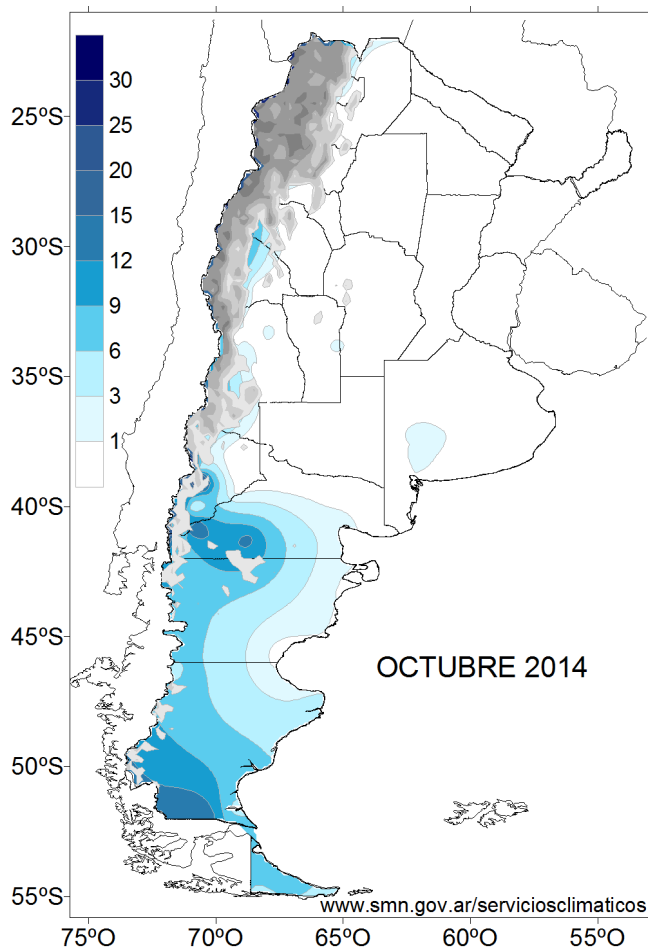 30
25
20
15
12
9
6
3
1
25ºS
30ºS
35ºS
40ºS
45ºS
50ºS
55ºS
OCTUBRE 2014
www.smn.gov.ar/serviciosclimaticos
75ºO 70ºO 65ºO 60ºO 55ºO